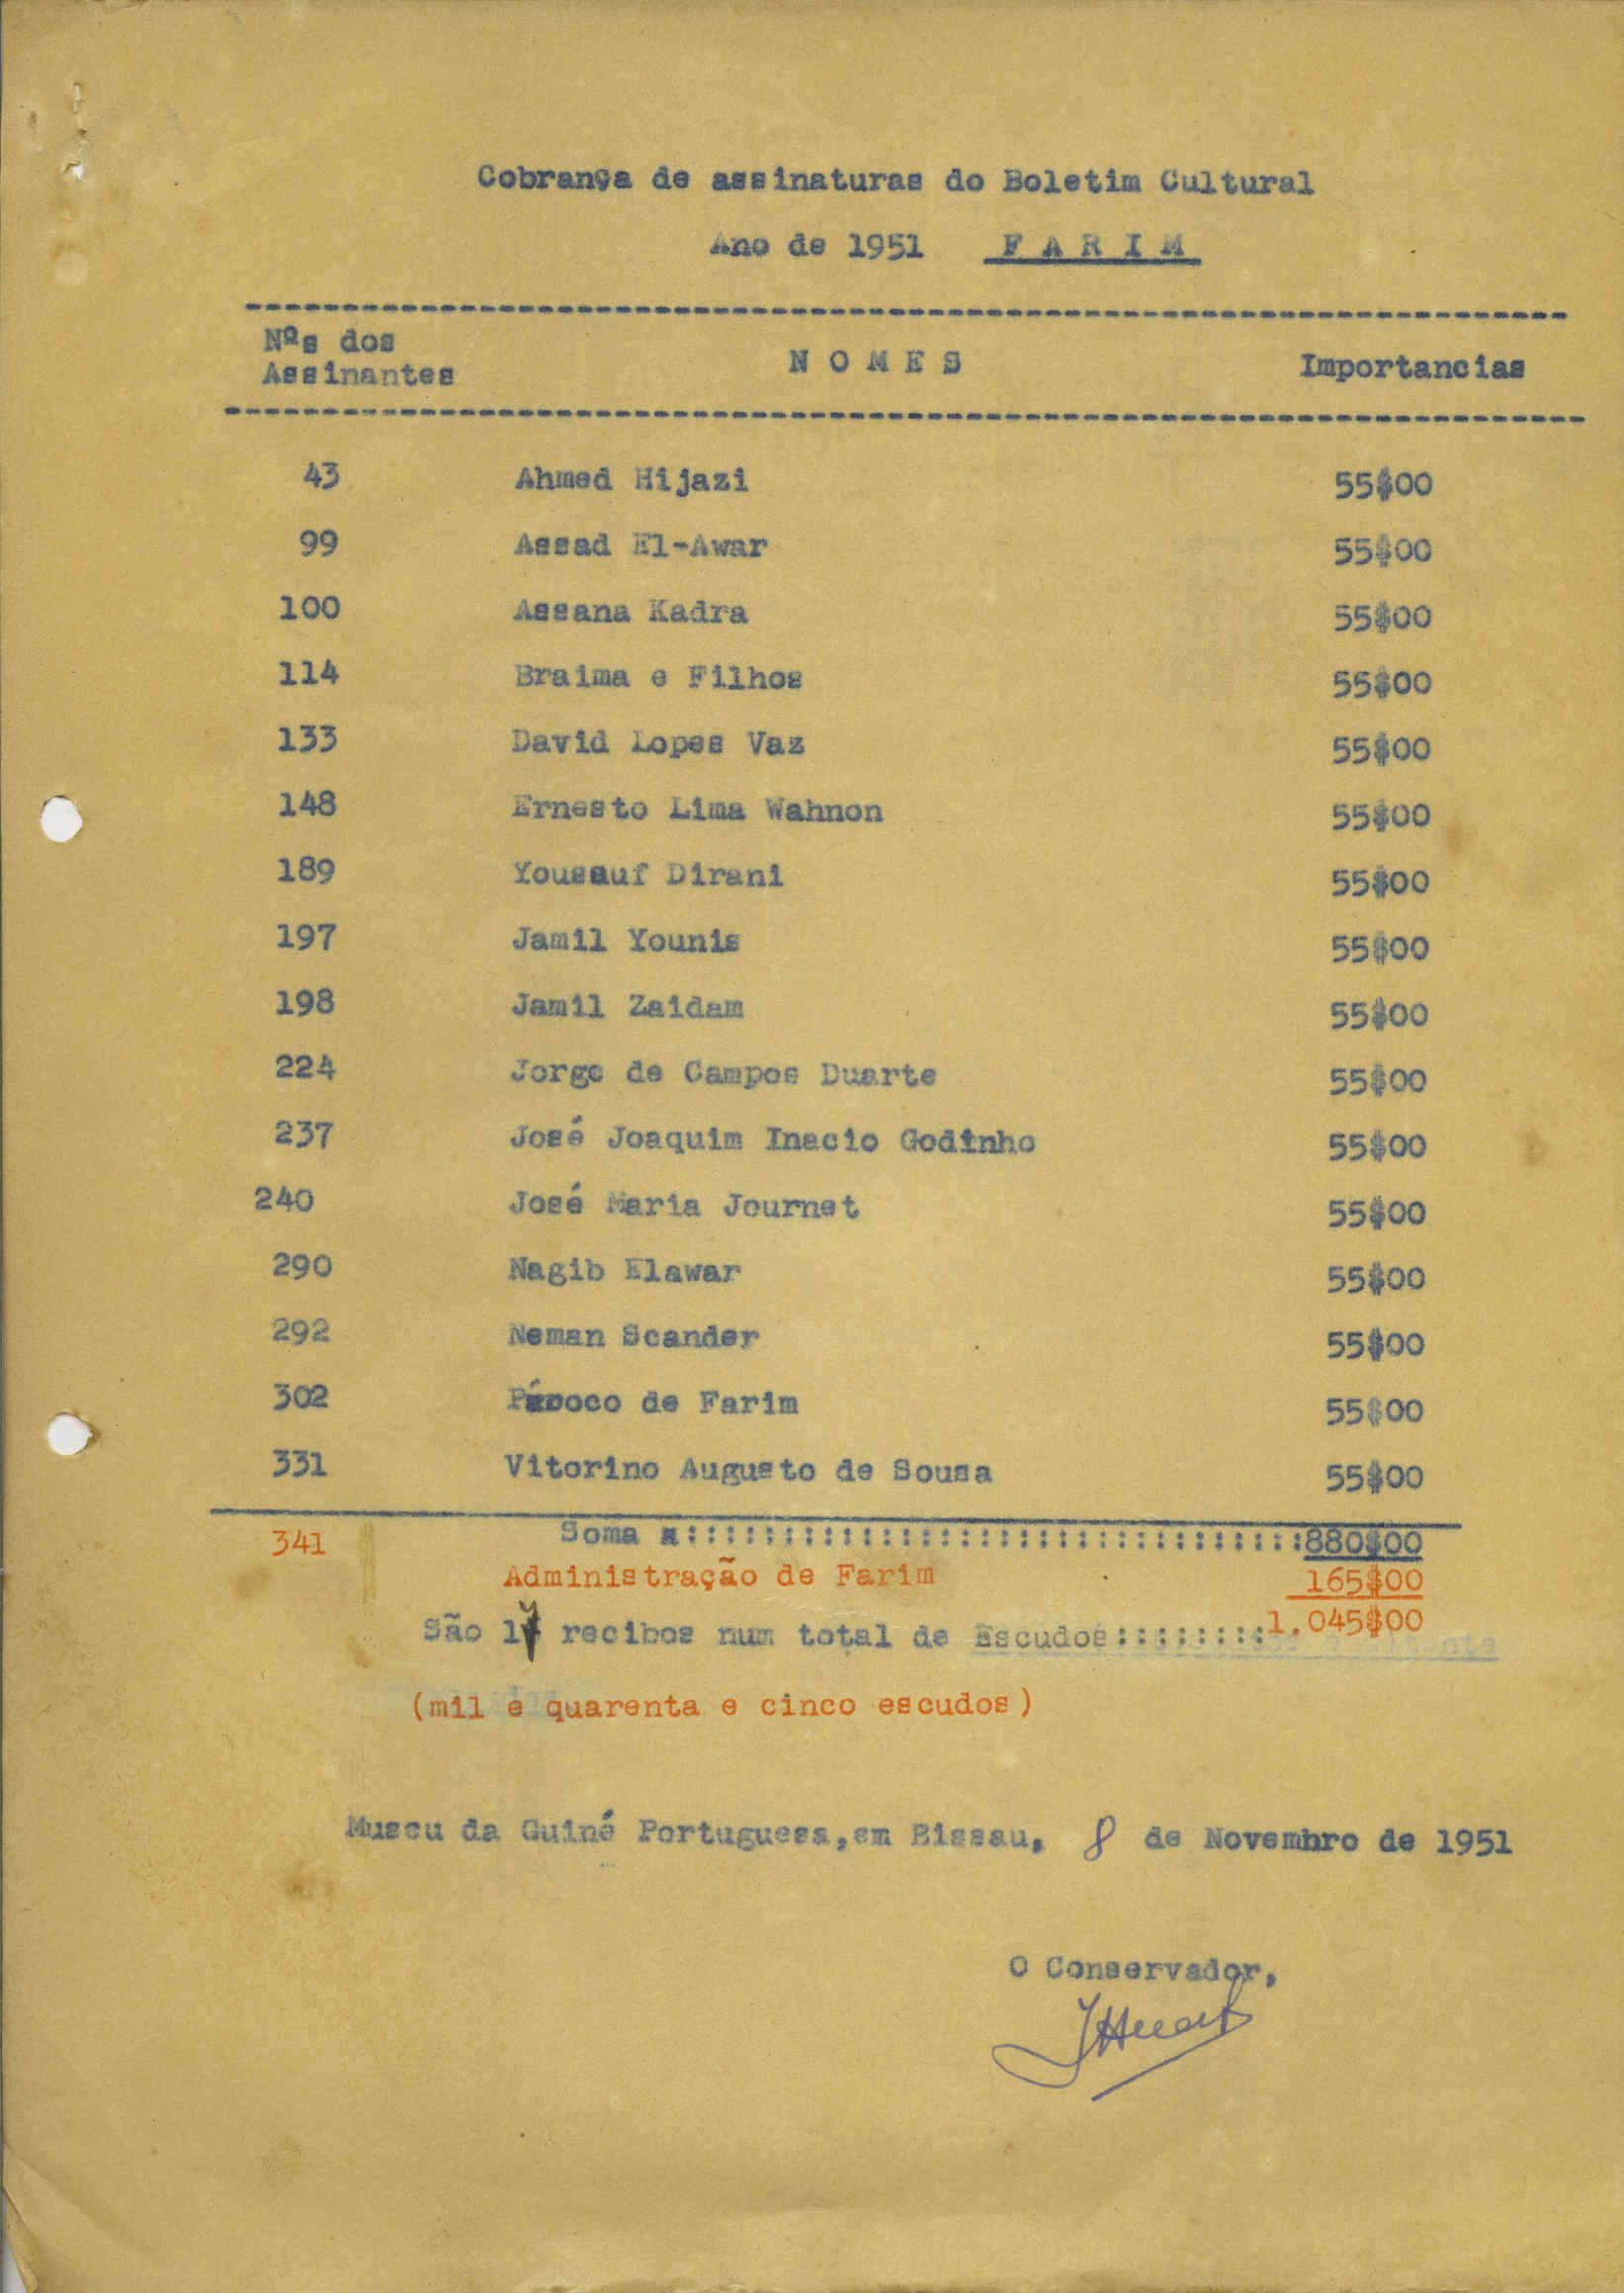 Cobrança de assinaturas do Boletim Cultural
Ano de 1951 F A R I M
Nºs dos
Assinantes N O M E S Importancias
43 Ahmed Hijazi 55$00
99 Assad El-Awar 55$00
100 Assana Kadra 55$00
114 Braima e Filhos 55$00
133 David Lopes Vaz 55$00
148 Ernesto Lima Wahnon 55$00
189 Youssuf Dirani 55$00
197 Jamil Younis 55$00
198 Jamil Zaidam 55$00
224 Jorge de Campos Duarte 55$00
237 José Joaquim Inacio Godinho 55$00
240 José Maria Journet 55$00
290 Nagib Elawar 55$00
292 Neman Scander 55$00
302 Pároco de Farim 55$00
331 Vitorino Augusto de Sousa 55$00
Soma :::::::::::::::::::::::::::::::::880$00
341 Administração de Farim 165$00
São 17 recibos num total de Escudos::::::::1.045$00
(mil e quarenta e cinco escudos)
Museu da Guiné Portuguesa,em Bissau, 8 de Novembro de 1951
O Conservador,